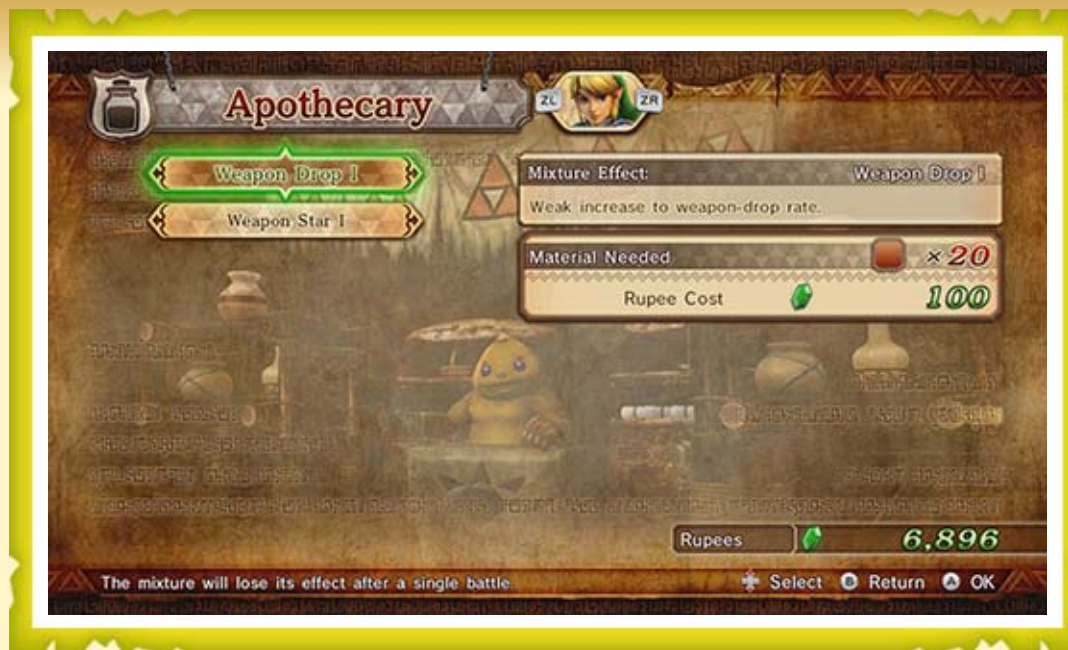 Apothecary
ZL ZR
Weapon Drop I
Weapon Star I
Mixture Effect: Weapon Drop I
Weak increase to weapon-drop rate.
Material Needed ×20
Rupee Cost 100
Rupees 6,896
The mixture will lose its effect after a single battle. Select B Return A OK